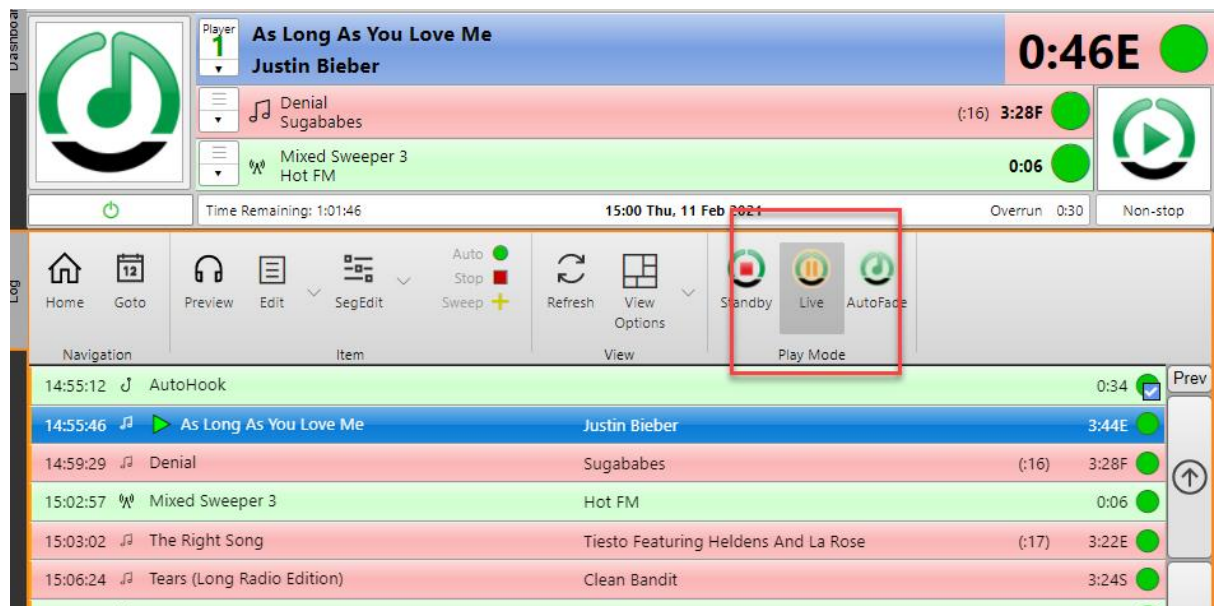 Dashboar
Player
1
As Long As You Love Me
Justin Bieber
0:46E
Denial
Sugababes
(:16) 3:28F
Mixed Sweeper 3
Hot FM
0:06
Time Remaining: 1:01:46
15:00 Thu, 11 Feb 2021
Overrun 0:30
Non-stop
Log
Home
12
Goto
Preview
Edit
SegEdit
Auto
Stop
Sweep
Refresh
View
Options
Standby
Live
AutoFade
Navigation
Item
View
Play Mode
14:55:12 AutoHook 0:34
Prev
14:55:46 As Long As You Love Me Justin Bieber 3:44E
14:59:29 Denial Sugababes (:16) 3:28F
15:02:57 Mixed Sweeper 3 Hot FM 0:06
15:03:02 The Right Song Tiesto Featuring Heldens And La Rose (:17) 3:22E
15:06:24 Tears (Long Radio Edition) Clean Bandit 3:24S